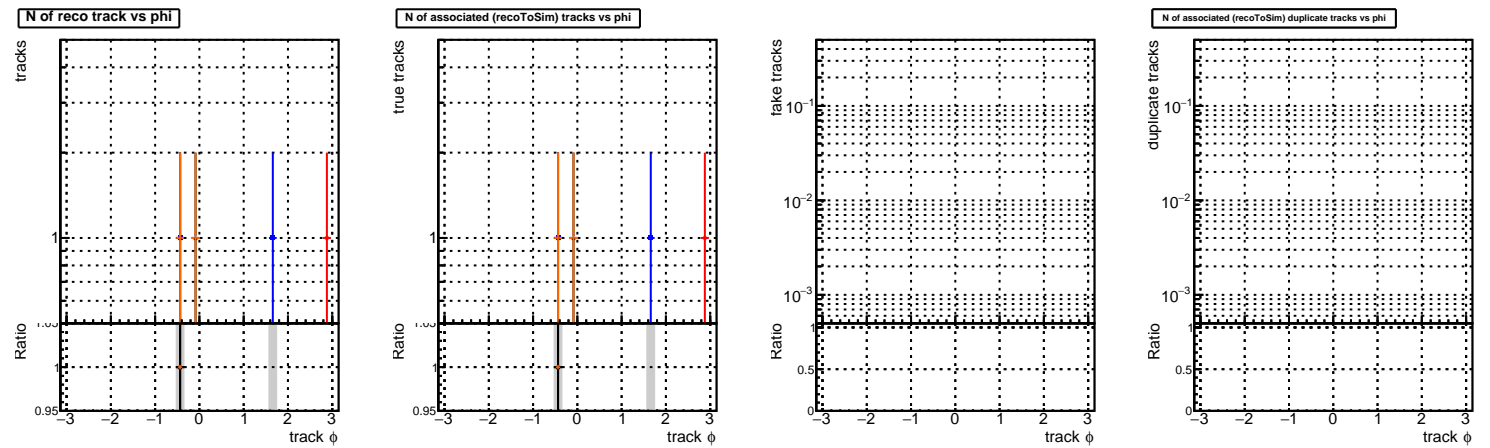 N of reco track vs phi
tracks
1
Ratio
1.05
1
0.95
−3 −2 −1 0 1 2 3
track ϕ
N of associated (recoToSim) tracks vs phi
true tracks
1
Ratio
1.05
1
0.95
−3 −2 −1 0 1 2 3
track ϕ
fake tracks
10−1
10−2
10−3
Ratio
1
0.5
0
−3 −2 −1 0 1 2 3
track ϕ
N of associated (recoToSim) duplicate tracks vs phi
duplicate tracks
10−1
10−2
10−3
Ratio
1
0.5
0
−3 −2 −1 0 1 2 3
track ϕ